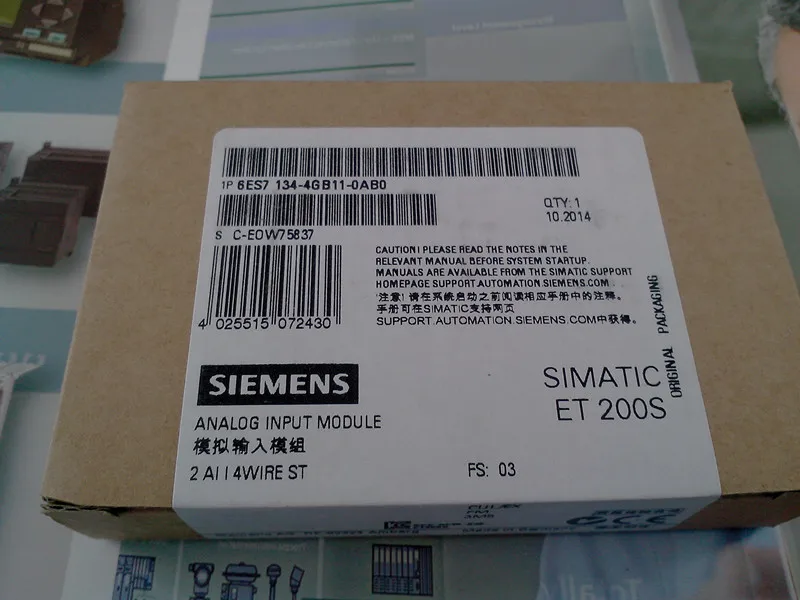 1P 6ES7 134-4GB11-0AB0
QTY: 1
10.2014
S C-E0W75837
CAUTION! PLEASE READ THE NOTES IN THE
RELEVANT MANUAL BEFORE SYSTEM STARTUP.
MANUALS ARE AVAILABLE FROM THE SIMATIC SUPPORT
HOMEPAGE SUPPORT.AUTOMATION.SIEMENS.COM
注意! 请在系统启动之前阅读相应手册中的注释。
手册可在SIMATIC支持网页
SUPPORT.AUTOMATION.SIEMENS.COM中获得。
4 025515 072430
ORIGINAL PACKAGING
SIEMENS
SIMATIC
ET 200S
ANALOG INPUT MODULE
模拟输入模组
2 AI I 4WIRE ST
FS: 03
CE